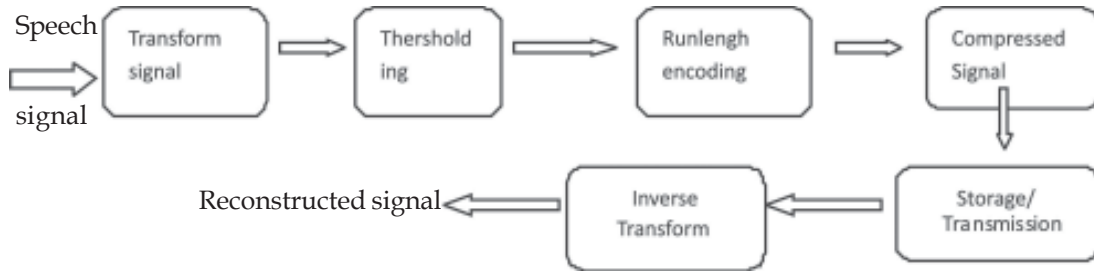 Speech
signal
Transform
signal
Thershold
ing
Runlengh
encoding
Compressed
Signal
Storage/
Transmission
Inverse
Transform
Reconstructed signal